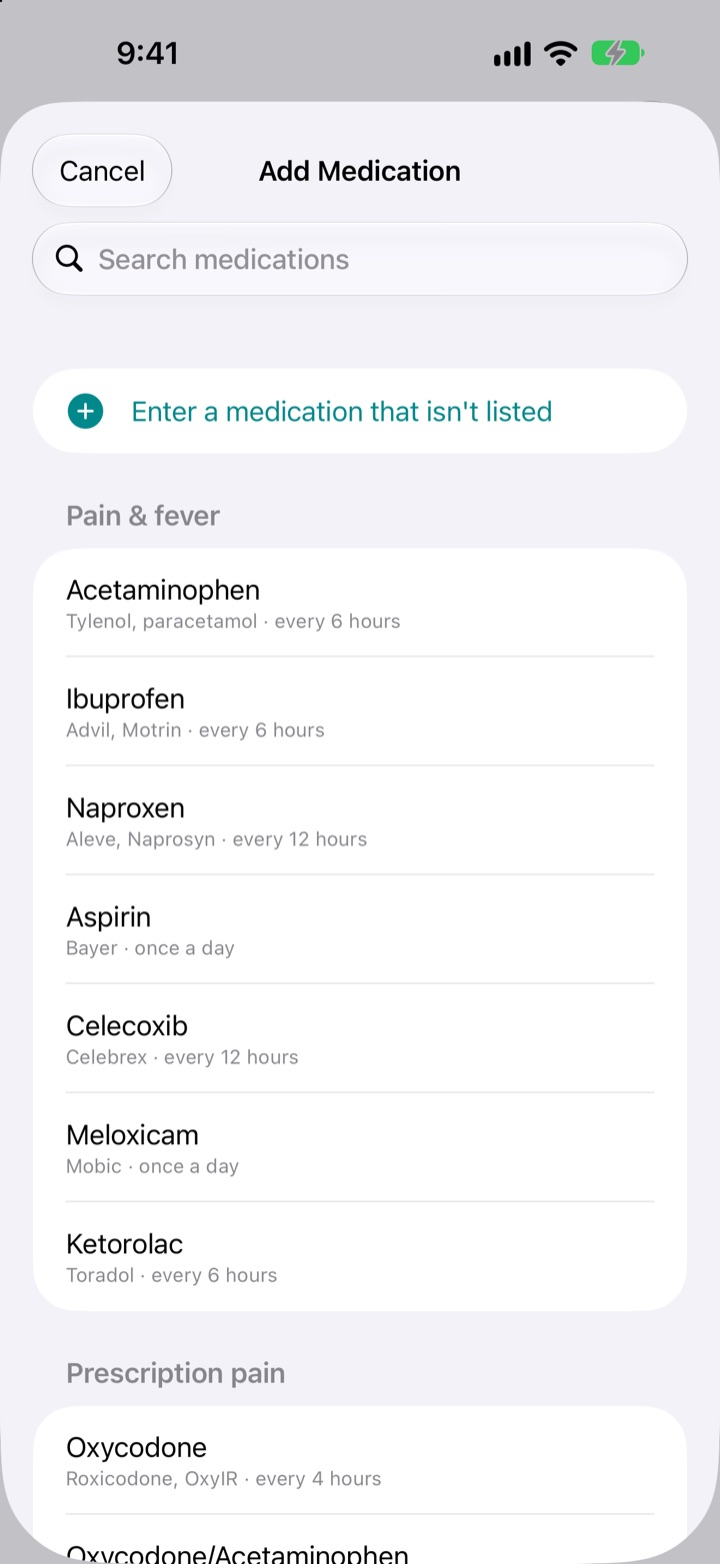 9:41
Cancel
Add Medication
Search medications
Enter a medication that isn't listed
Pain & fever
Acetaminophen
Tylenol, paracetamol · every 6 hours
Ibuprofen
Advil, Motrin · every 6 hours
Naproxen
Aleve, Naprosyn · every 12 hours
Aspirin
Bayer · once a day
Celecoxib
Celebrex · every 12 hours
Meloxicam
Mobic · once a day
Ketorolac
Toradol · every 6 hours
Prescription pain
Oxycodone
Roxicodone, OxyIR · every 4 hours
Oxycodone/Acetaminophen